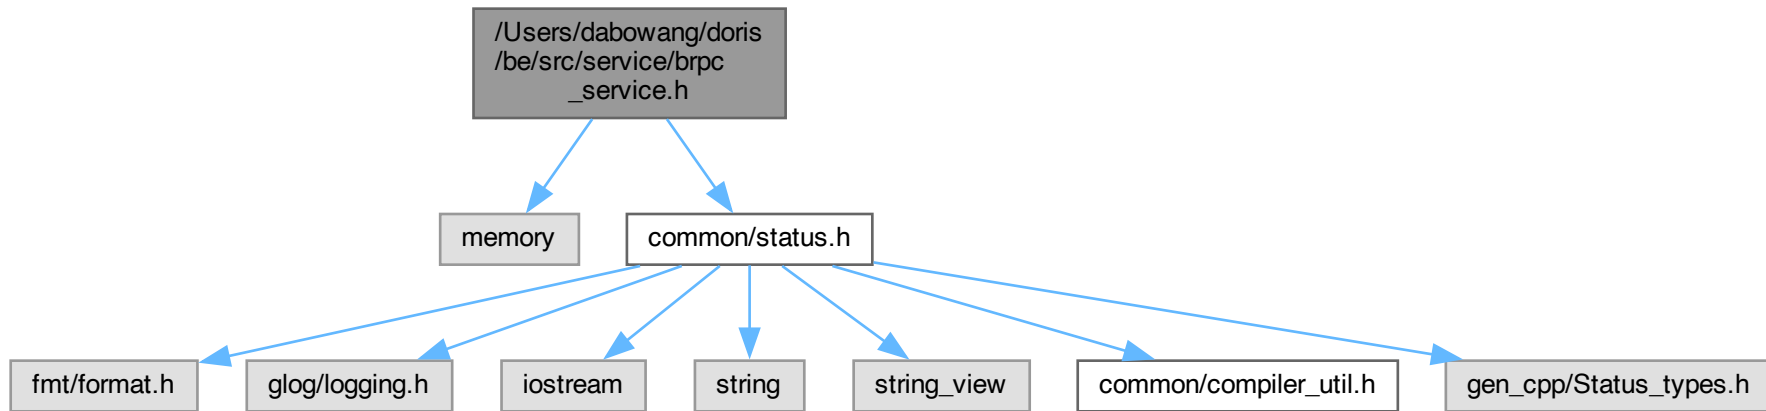 /Users/dabowang/doris
/be/src/service/brpc
_service.h
memory
common/status.h
fmt/format.h
glog/logging.h
iostream
string
string_view
common/compiler_util.h
gen_cpp/Status_types.h